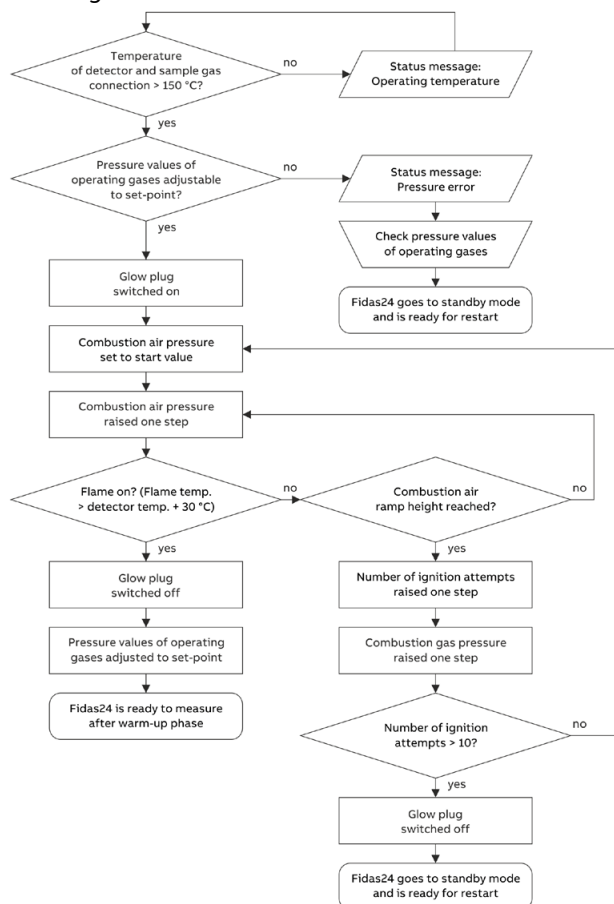 Temperature
of detector and sample gas
connection > 150 °C?
no
Status message:
Operating temperature
yes
Pressure values of
operating gases adjustable
to set-point?
no
Status message:
Pressure error
yes
Check pressure values
of operating gases
Glow plug
switched on
Fidas24 goes to standby mode
and is ready for restart
Combustion air pressure
set to start value
Combustion air pressure
raised one step
Flame on? (Flame temp.
> detector temp. + 30 °C)
no
Combustion air
ramp height reached?
no
yes
yes
Glow plug
switched off
Number of ignition attempts
raised one step
Pressure values of operating
gases adjusted to set-point
Combustion gas pressure
raised one step
Fidas24 is ready to measure
after warm-up phase
Number of ignition
attempts > 10?
no
yes
Glow plug
switched off
Fidas24 goes to standby mode
and is ready for restart